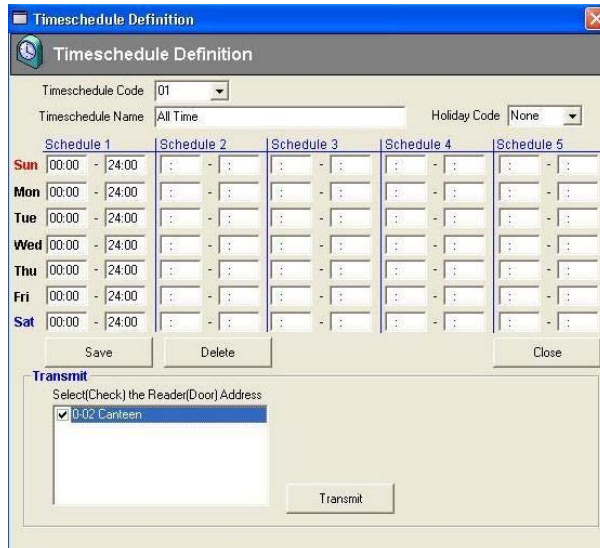 Timeschedule Definition
Timeschedule Definition
Timeschedule Code 01
Timeschedule Name All Time Holiday Code None
Schedule 1 Schedule 2 Schedule 3 Schedule 4 Schedule 5
Sun 00:00 - 24:00 : - : : - : : - : : - :
Mon 00:00 - 24:00 : - : : - : : - : : - :
Tue 00:00 - 24:00 : - : : - : : - : : - :
Wed 00:00 - 24:00 : - : : - : : - : : - :
Thu 00:00 - 24:00 : - : : - : : - : : - :
Fri 00:00 - 24:00 : - : : - : : - : : - :
Sat 00:00 - 24:00 : - : : - : : - : : - :
Save Delete Close
Transmit
Select(Check) the Reader(Door) Address
0-02 Canteen
Transmit